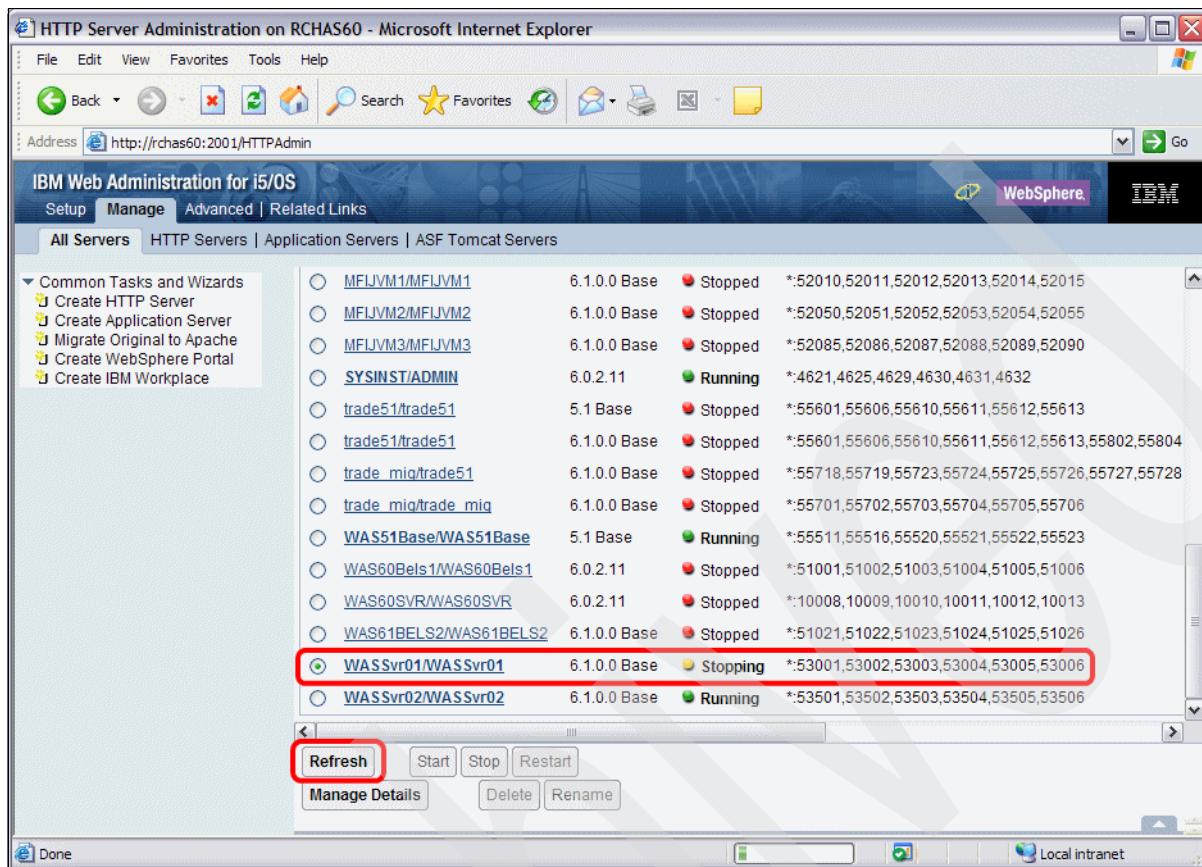 HTTP Server Administration on RCHAS60 - Microsoft Internet Explorer
File Edit View Favorites Tools Help
Back Search Favorites
Address http://rchas60:2001/HTTPAdmin Go
IBM Web Administration for i5/OS
WebSphere. IBM
Setup Manage Advanced | Related Links
All Servers HTTP Servers | Application Servers | ASF Tomcat Servers
Common Tasks and Wizards
Create HTTP Server
Create Application Server
Migrate Original to Apache
Create WebSphere Portal
Create IBM Workplace
MFIJVM1/MFIJVM1 6.1.0.0 Base Stopped *:52010,52011,52012,52013,52014,52015
MFIJVM2/MFIJVM2 6.1.0.0 Base Stopped *:52050,52051,52052,52053,52054,52055
MFIJVM3/MFIJVM3 6.1.0.0 Base Stopped *:52085,52086,52087,52088,52089,52090
SYSINST/ADMIN 6.0.2.11 Running *:4621,4625,4629,4630,4631,4632
trade51/trade51 5.1 Base Stopped *:55601,55606,55610,55611,55612,55613
trade51/trade51 6.1.0.0 Base Stopped *:55601,55606,55610,55611,55612,55613,55802,55804
trade_mig/trade51 6.1.0.0 Base Stopped *:55718,55719,55723,55724,55725,55726,55727,55728
trade_mig/trade_mig 6.1.0.0 Base Stopped *:55701,55702,55703,55704,55705,55706
WAS51Base/WAS51Base 5.1 Base Running *:55511,55516,55520,55521,55522,55523
WAS60Bels1/WAS60Bels1 6.0.2.11 Stopped *:51001,51002,51003,51004,51005,51006
WAS60SVR/WAS60SVR 6.0.2.11 Stopped *:10008,10009,10010,10011,10012,10013
WAS61BELS2/WAS61BELS2 6.1.0.0 Base Stopped *:51021,51022,51023,51024,51025,51026
WASSvr01/WASSvr01 6.1.0.0 Base Stopping *:53001,53002,53003,53004,53005,53006
WASSvr02/WASSvr02 6.1.0.0 Base Running *:53501,53502,53503,53504,53505,53506
Refresh Start Stop Restart
Manage Details Delete Rename
Done Local intranet